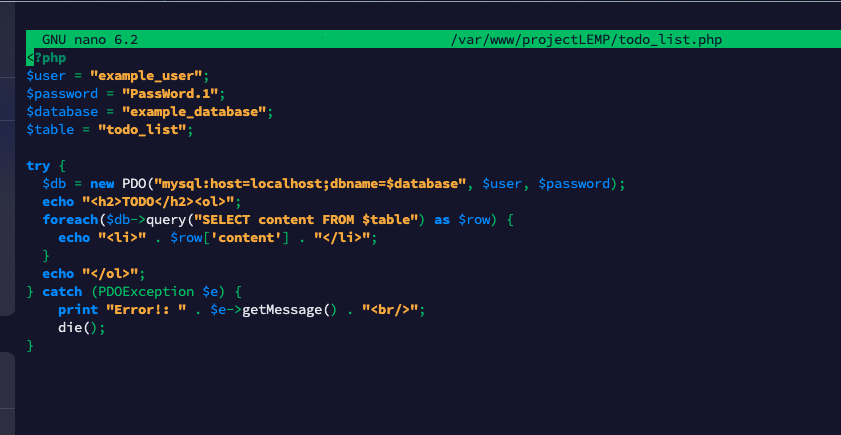 GNU nano 6.2 /var/www/projectLEMP/todo_list.php
<?php
$user = "example_user";
$password = "PassWord.1";
$database = "example_database";
$table = "todo_list";

try {
  $db = new PDO("mysql:host=localhost;dbname=$database", $user, $password);
  echo "<h2>TODO</h2><ol>";
  foreach($db->query("SELECT content FROM $table") as $row) {
    echo "<li>" . $row['content'] . "</li>";
  }
  echo "</ol>";
} catch (PDOException $e) {
    print "Error!: " . $e->getMessage() . "<br/>";
    die();
}